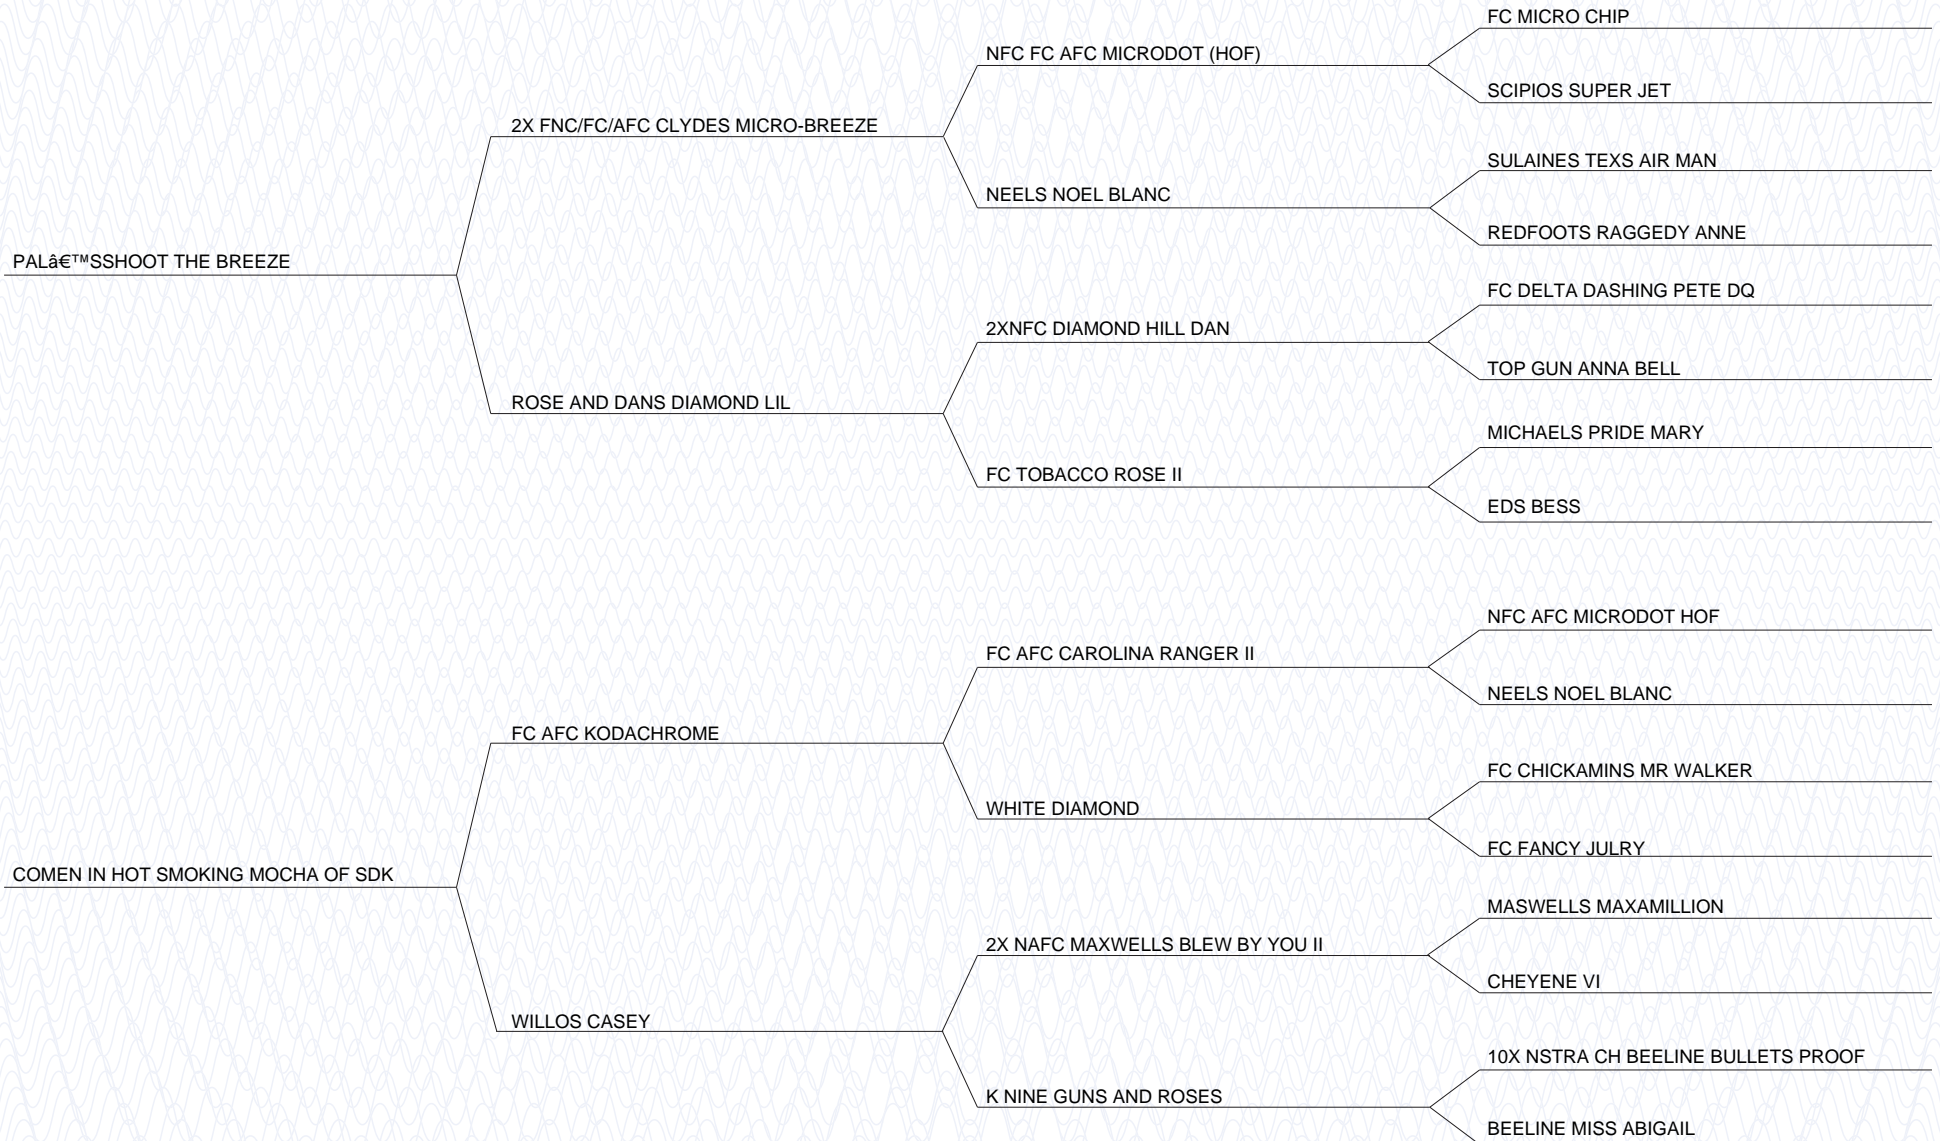 FC MICRO CHIP
NFC FC AFC MICRODOT (HOF)
SCIPIOS SUPER JET
2X FNC/FC/AFC CLYDES MICRO-BREEZE
SULAINES TEXS AIR MAN
NEELS NOEL BLANC
REDFOOTS RAGGEDY ANNE
PALâ€™SSHOOT THE BREEZE
FC DELTA DASHING PETE DQ
2XNFC DIAMOND HILL DAN
TOP GUN ANNA BELL
ROSE AND DANS DIAMOND LIL
MICHAELS PRIDE MARY
FC TOBACCO ROSE II
EDS BESS
NFC AFC MICRODOT HOF
FC AFC CAROLINA RANGER II
NEELS NOEL BLANC
FC AFC KODACHROME
FC CHICKAMINS MR WALKER
WHITE DIAMOND
FC FANCY JULRY
COMEN IN HOT SMOKING MOCHA OF SDK
MASWELLS MAXAMILLION
2X NAFC MAXWELLS BLEW BY YOU II
CHEYENE VI
WILLOS CASEY
10X NSTRA CH BEELINE BULLETS PROOF
K NINE GUNS AND ROSES
BEELINE MISS ABIGAIL